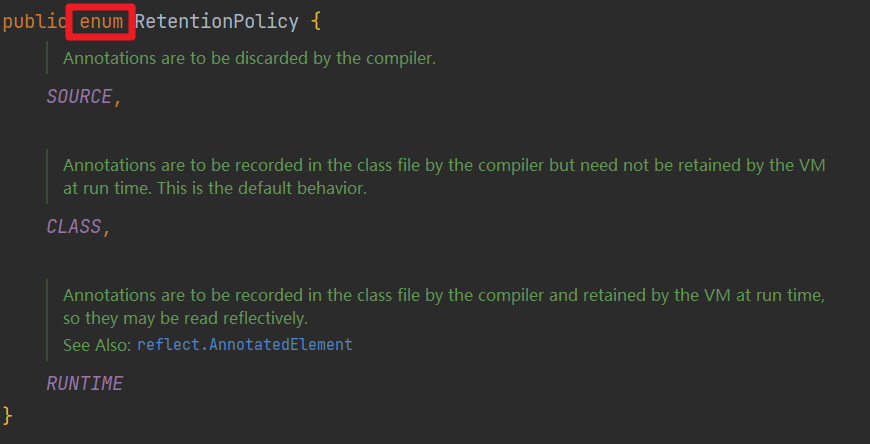 public enum RetentionPolicy {
Annotations are to be discarded by the compiler.
SOURCE,
Annotations are to be recorded in the class file by the compiler but need not be retained by the VM
at run time. This is the default behavior.
CLASS,
Annotations are to be recorded in the class file by the compiler and retained by the VM at run time,
so they may be read reflectively.
See Also: reflect.AnnotatedElement
RUNTIME
}